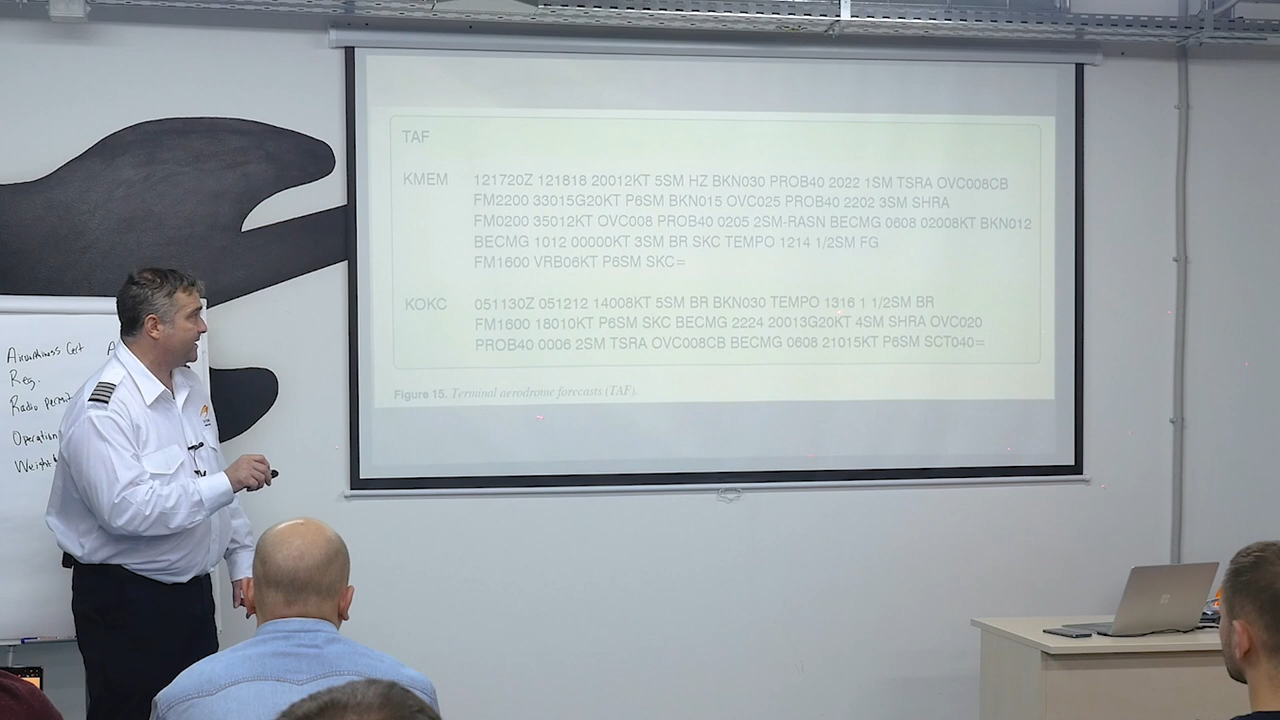 TAF
KMEM 121720Z 121818 20012KT 5SM HZ BKN030 PROB40 2022 1SM TSRA OVC008CB
FM2200 33015G20KT P6SM BKN015 OVC025 PROB40 2202 3SM SHRA
FM0200 35012KT OVC008 PROB40 0205 2SM-RASN BECMG 0608 02008KT BKN012
BECMG 1012 00000KT 3SM BR SKC TEMPO 1214 1/2SM FG
FM1600 VRB06KT P6SM SKC=
KOKC 051130Z 051212 14008KT 5SM BR BKN030 TEMPO 1316 1 1/2SM BR
FM1600 18010KT P6SM SKC BECMG 2224 20013G20KT 4SM SHRA OVC020
PROB40 0006 2SM TSRA OVC008CB BECMG 0608 21015KT P6SM SCT040=
Figure 15. Terminal aerodrome forecasts (TAF).
Airworthiness Cert
Reg.
Radio permit
Operation
Weight